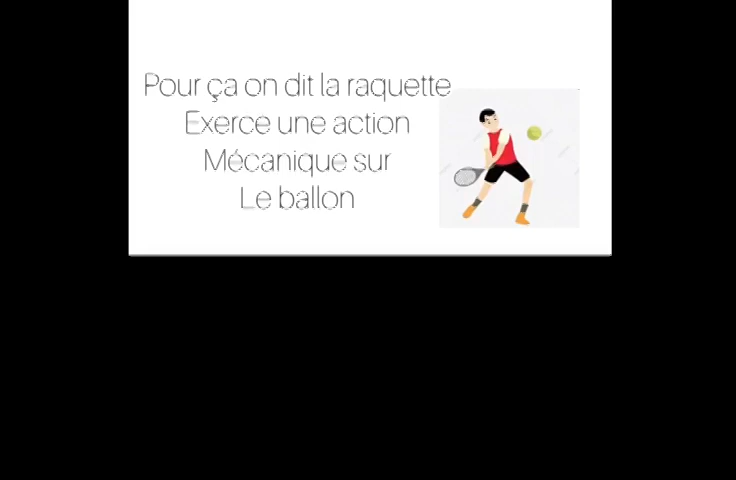 Pour ça on dit la raquette
Exerce une action
Mécanique sur
Le ballon